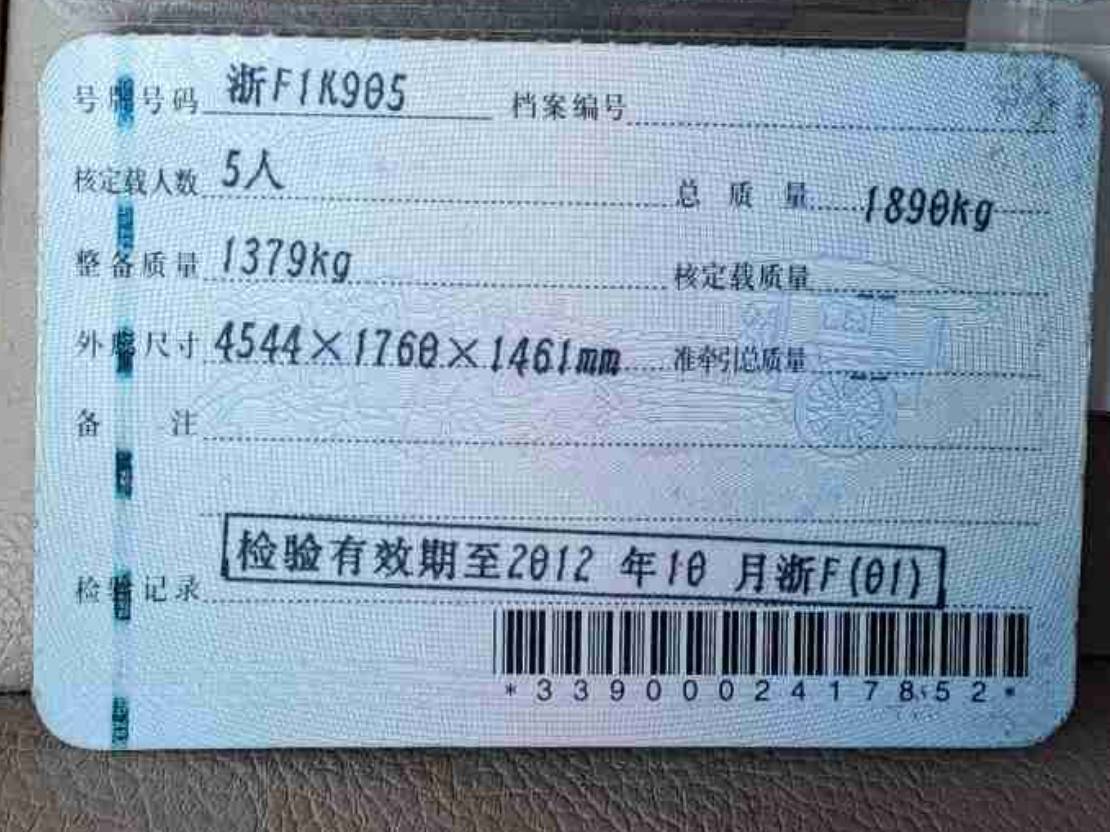 号牌号码 浙F1K905 档案编号
核定载人数 5人 总质量 1890kg
整备质量 1379kg 核定载质量
外廓尺寸 4544×1760×1461mm 准牵引总质量
备注
检验记录 检验有效期至2012年10月浙F(01)
*3390002417852*